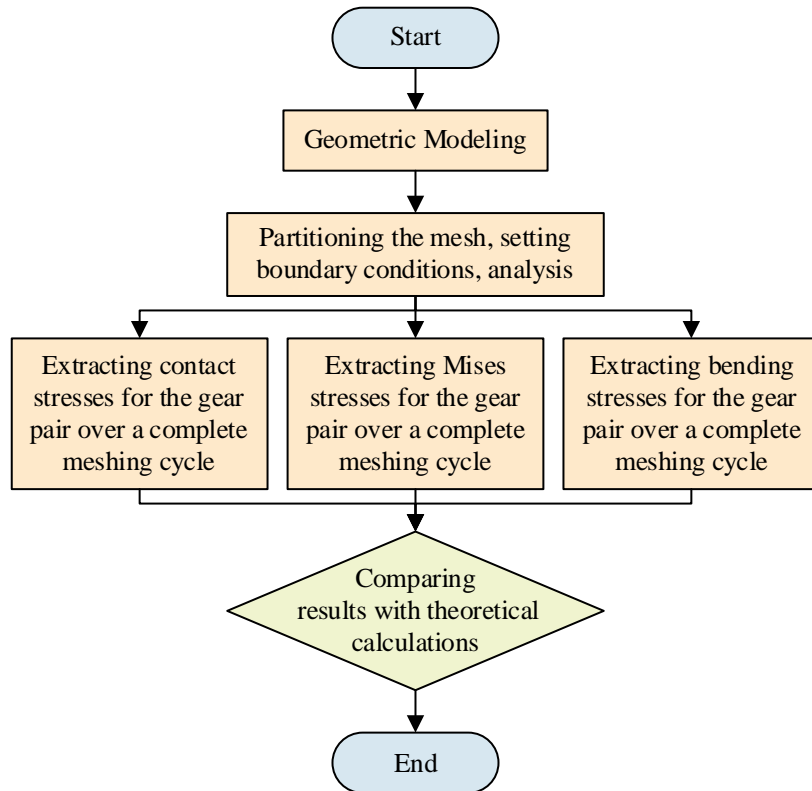 Start
Geometric Modeling
Partitioning the mesh, setting
boundary conditions, analysis
Extracting contact
stresses for the gear
pair over a complete
meshing cycle
Extracting Mises
stresses for the gear
pair over a complete
meshing cycle
Extracting bending
stresses for the gear
pair over a complete
meshing cycle
Comparing
results with theoretical
calculations
End